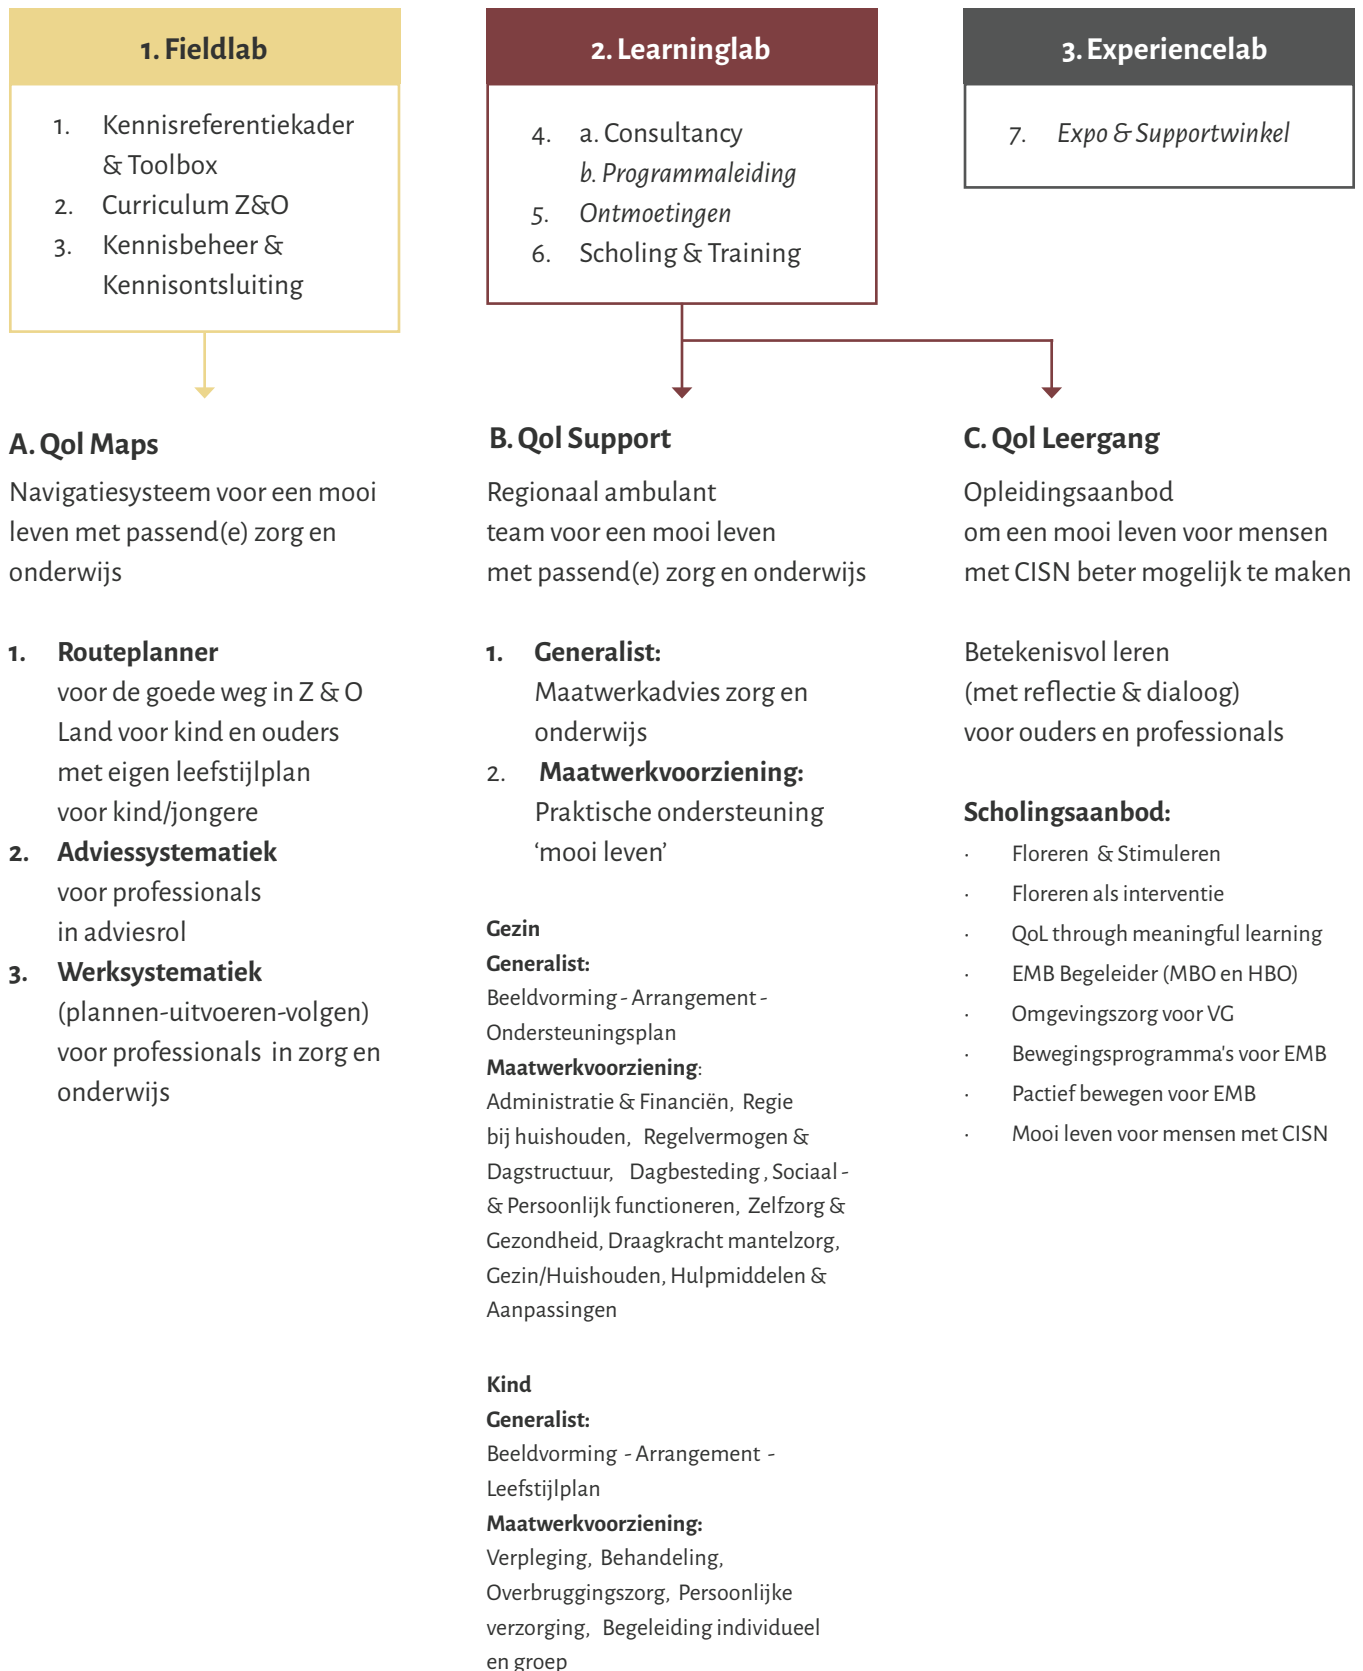 1. Fieldlab
1. Kennisreferentiekader
& Toolbox
2. Curriculum Z&O
3. Kennisbeheer &
Kennisontsluiting
2. Learninglab
4. a. Consultancy
b. Programmaleiding
5. Ontmoetingen
6. Scholing & Training
3. Experiencelab
7. Expo & Supportwinkel
A. Qol Maps
Navigatiesysteem voor een mooi
leven met passend(e) zorg en
onderwijs
1. Routeplanner
voor de goede weg in Z & O
Land voor kind en ouders
met eigen leefstijlplan
voor kind/jongere
2. Adviessystematiek
voor professionals
in adviesrol
3. Werksystematiek
(plannen-uitvoeren-volgen)
voor professionals in zorg en
onderwijs
B. Qol Support
Regionaal ambulant
team voor een mooi leven
met passend(e) zorg en onderwijs
1. Generalist:
Maatwerkadvies zorg en
onderwijs
2. Maatwerkvoorziening:
Praktische ondersteuning
‘mooi leven’
Gezin
Generalist:
Beeldvorming - Arrangement -
Ondersteuningsplan
Maatwerkvoorziening:
Administratie & Financiën, Regie
bij huishouden, Regelvermogen &
Dagstructuur, Dagbesteding , Sociaal -
& Persoonlijk functioneren, Zelfzorg &
Gezondheid, Draagkracht mantelzorg,
Gezin/Huishouden, Hulpmiddelen &
Aanpassingen
Kind
Generalist:
Beeldvorming - Arrangement -
Leefstijlplan
Maatwerkvoorziening:
Verpleging, Behandeling,
Overbruggingszorg, Persoonlijke
verzorging, Begeleiding individueel
en groep
C. Qol Leergang
Opleidingsaanbod
om een mooi leven voor mensen
met CISN beter mogelijk te maken
Betekenisvol leren
(met reflectie & dialoog)
voor ouders en professionals
Scholingsaanbod:
· Floreren & Stimuleren
· Floreren als interventie
· QoL through meaningful learning
· EMB Begeleider (MBO en HBO)
· Omgevingszorg voor VG
· Bewegingsprogramma's voor EMB
· Pactief bewegen voor EMB
· Mooi leven voor mensen met CISN